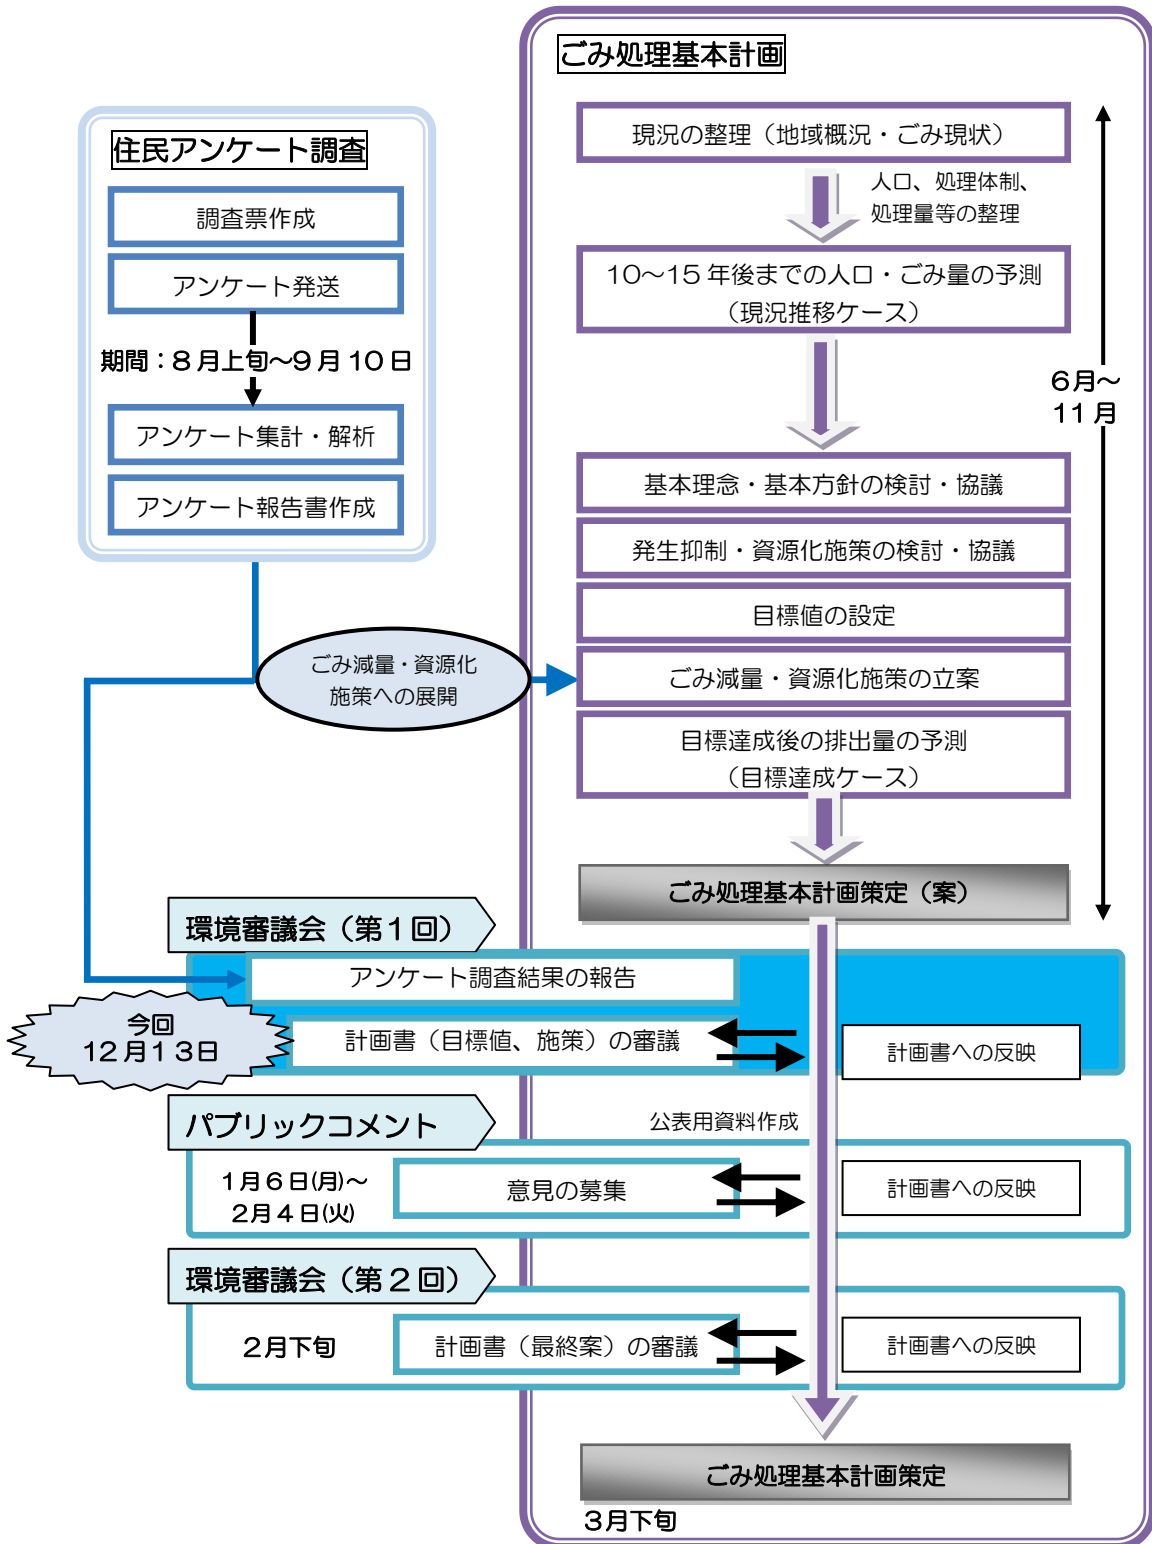 ごみ処理基本計画
現況の整理（地域概況・ごみ現状）
人口、処理体制、
処理量等の整理
10～15 年後までの人口・ごみ量の予測
（現況推移ケース）
6月～
11月
基本理念・基本方針の検討・協議
発生抑制・資源化施策の検討・協議
目標値の設定
ごみ減量・資源化施策の立案
目標達成後の排出量の予測
（目標達成ケース）
ごみ処理基本計画策定（案）
住民アンケート調査
調査票作成
アンケート発送
期間：8月上旬～9月10日
アンケート集計・解析
アンケート報告書作成
ごみ減量・資源化
施策への展開
環境審議会（第１回）
アンケート調査結果の報告
今回
12月13日
計画書（目標値、施策）の審議
計画書への反映
パブリックコメント
公表用資料作成
1月6日(月)～
2月4日(火)
意見の募集
計画書への反映
環境審議会（第２回）
2月下旬
計画書（最終案）の審議
計画書への反映
ごみ処理基本計画策定
3月下旬